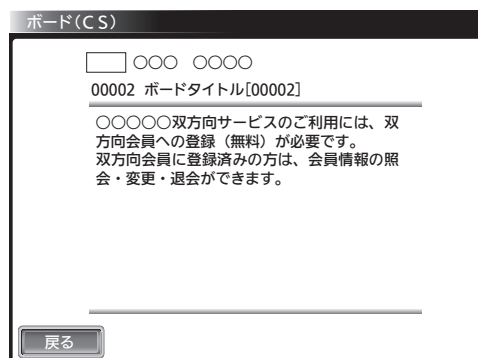 ボード(CS)
○○○ ○○○○
00002 ボードタイトル[00002]
○○○○○双方向サービスのご利用には、双
方向会員への登録（無料）が必要です。
双方向会員に登録済みの方は、会員情報の照
会・変更・退会ができます。
戻る